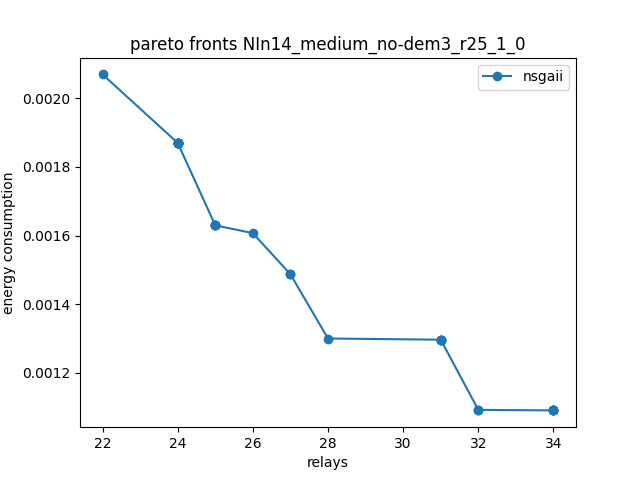 pareto fronts NIn14_medium_no-dem3_r25_1_0
nsgaii
energy consumption
0.0020
0.0018
0.0016
0.0014
0.0012
22 24 26 28 30 32 34
relays